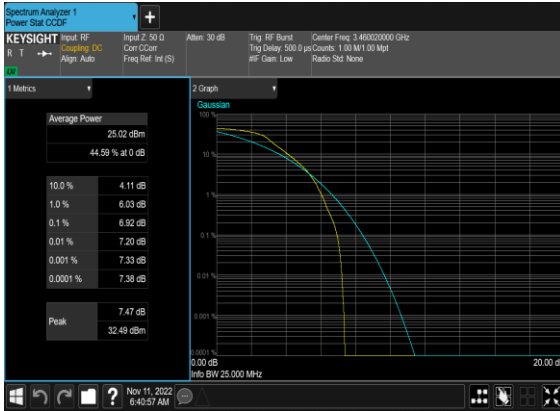 Spectrum Analyzer 1
Power Stat CCDF
+
KEYSIGHT
R T
Input: RF
Coupling: DC
Align: Auto
Input Z: 50 Ω
Corr CCorr
Freq Ref: Int (S)
Atten: 30 dB
Trig: RF Burst
Trig Delay: 500.0 µs
#IF Gain: Low
Center Freq: 3.460020000 GHz
Counts: 1.00 M/1.00 Mpt
Radio Std: None
1 Metrics
Average Power
25.02 dBm
44.59 % at 0 dB
10.0 % 4.11 dB
1.0 % 6.03 dB
0.1 % 6.92 dB
0.01 % 7.20 dB
0.001 % 7.33 dB
0.0001 % 7.38 dB
Peak
7.47 dB
32.49 dBm
2 Graph
Gaussian
100 %
10 %
1 %
0.1 %
0.01 %
0.001 %
0.0001 %
0.00 dB
20.00 d
Info BW 25.000 MHz
?
Nov 11, 2022
6:40:57 AM